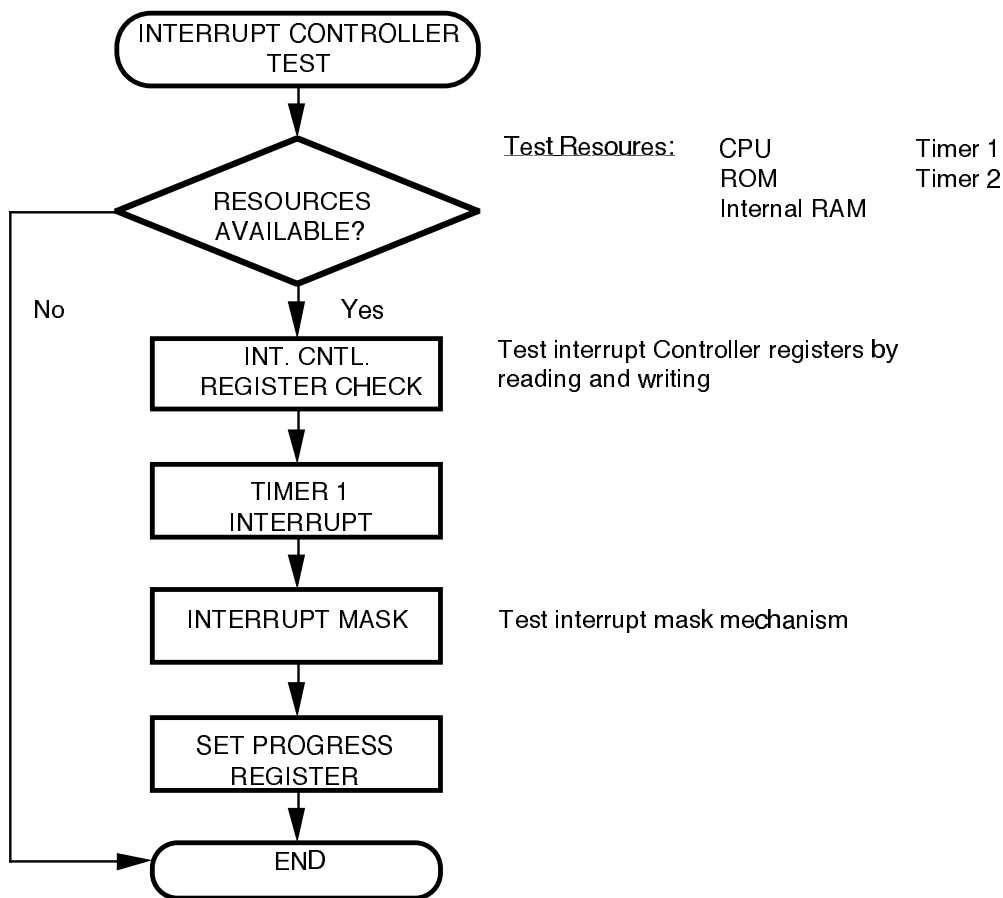 INTERRUPT CONTROLLER
TEST
Test Resoures: CPU Timer 1
ROM Timer 2
Internal RAM
RESOURCES
AVAILABLE?
No
Yes
INT. CNTL.
REGISTER CHECK
Test interrupt Controller registers by
reading and writing
TIMER 1
INTERRUPT
INTERRUPT MASK
Test interrupt mask mechanism
SET PROGRESS
REGISTER
END